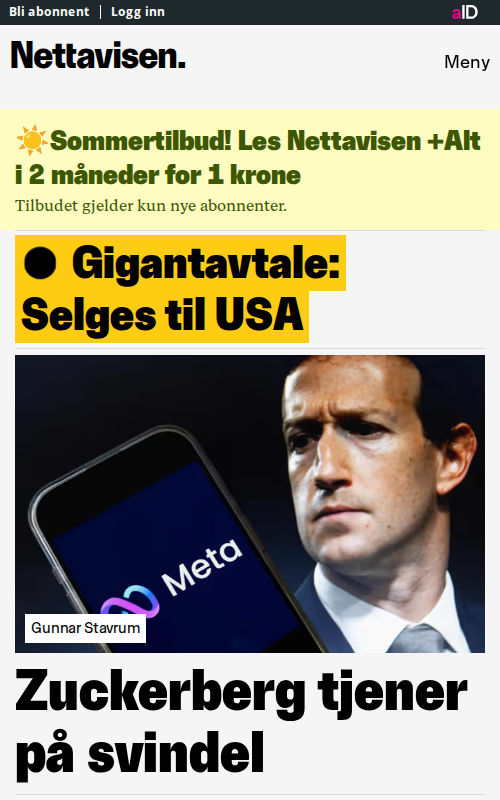 Bli abonnent | Logg inn
aID
Nettavisen.
Meny
☀️Sommertilbud! Les Nettavisen +Alt
i 2 måneder for 1 krone
Tilbudet gjelder kun nye abonnenter.
● Gigantavtale:
Selges til USA
Meta
Gunnar Stavrum
Zuckerberg tjener
på svindel